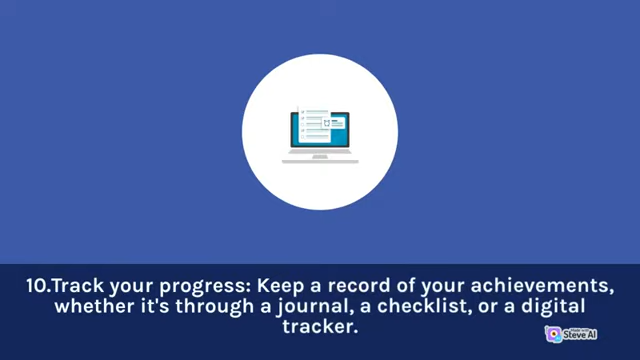 10.Track your progress: Keep a record of your achievements,
whether it's through a journal, a checklist, or a digital
tracker.
Steve AI